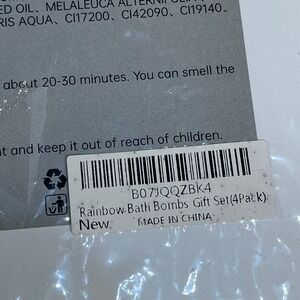 ED OIL, MELALEUCA ALTERNIFOLIA
RIS AQUA, CI17200, CI42090, CI19140,
about 20-30 minutes. You can smell the
t and keep it out of reach of children.
B07JQQZBK4
Rainbow Bath Bombs Gift Set(4Pack)
New
MADE IN CHINA